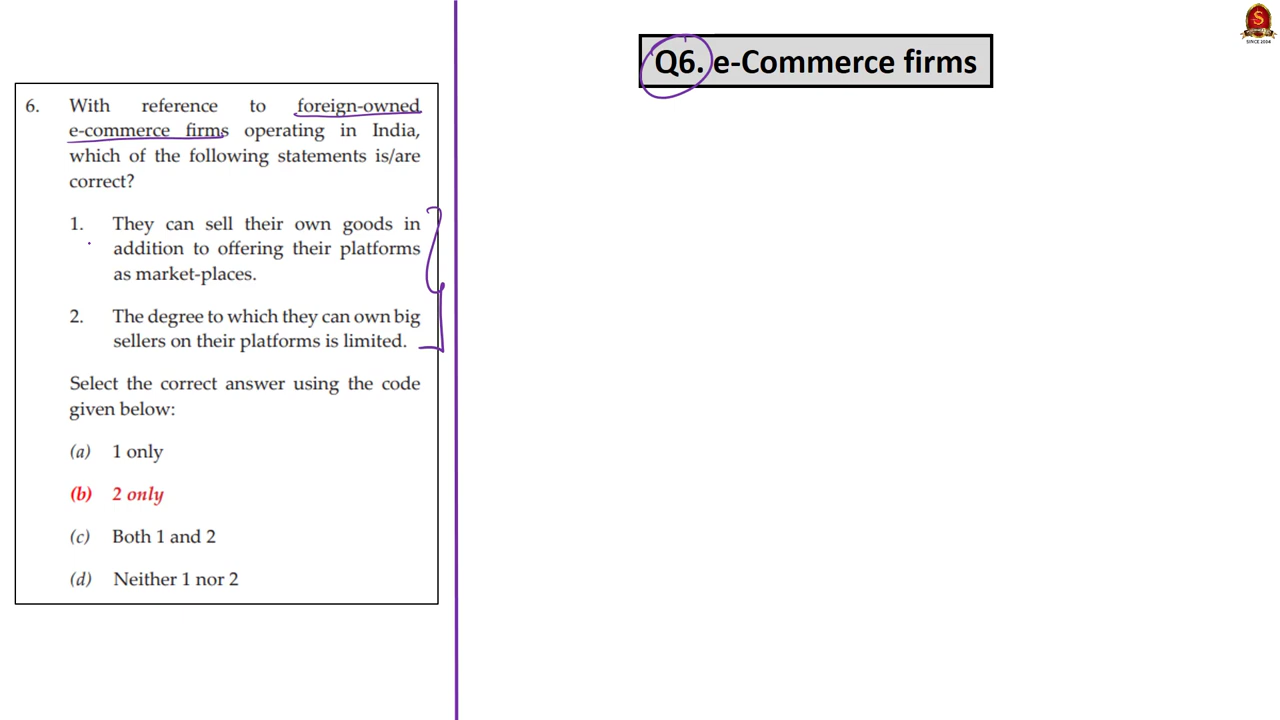 Q6. e-Commerce firms
6. With reference to foreign-owned
e-commerce firms operating in India,
which of the following statements is/are
correct?
1. They can sell their own goods in
addition to offering their platforms
as market-places.
2. The degree to which they can own big
sellers on their platforms is limited.
Select the correct answer using the code
given below:
(a) 1 only
(b) 2 only
(c) Both 1 and 2
(d) Neither 1 nor 2
S
SINCE 2004